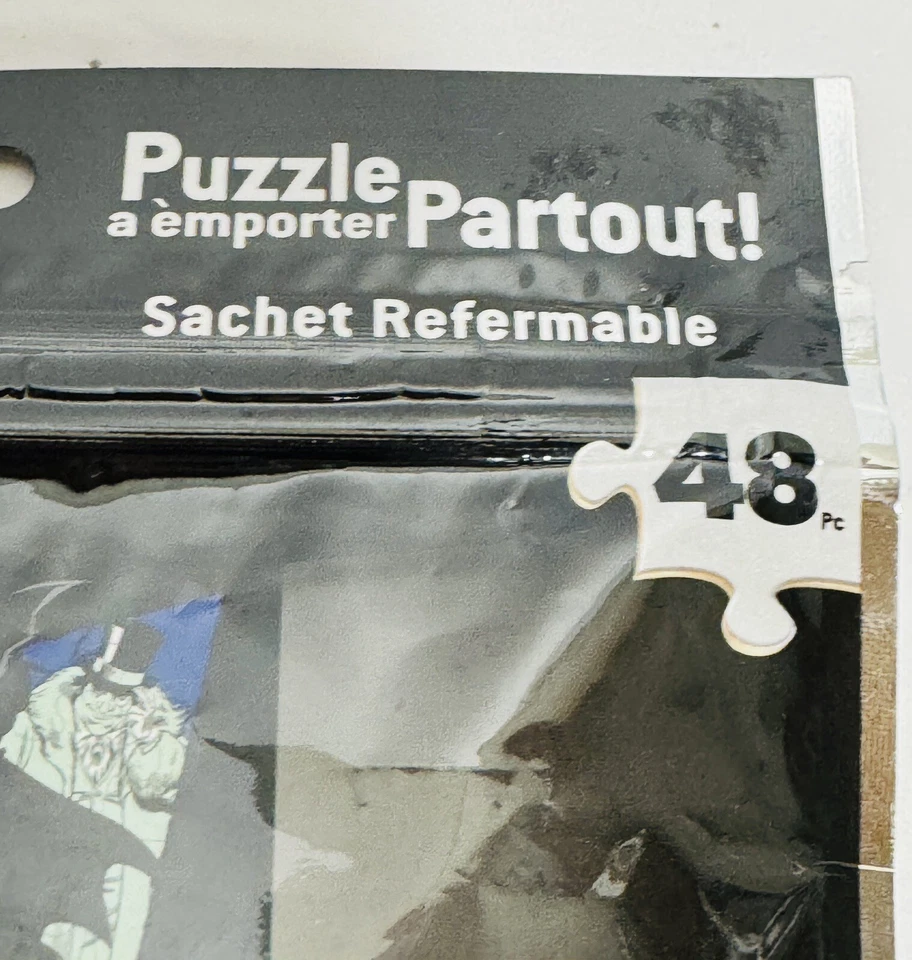 Puzzle
a èmporter Partout!
Sachet Refermable
48 Pc